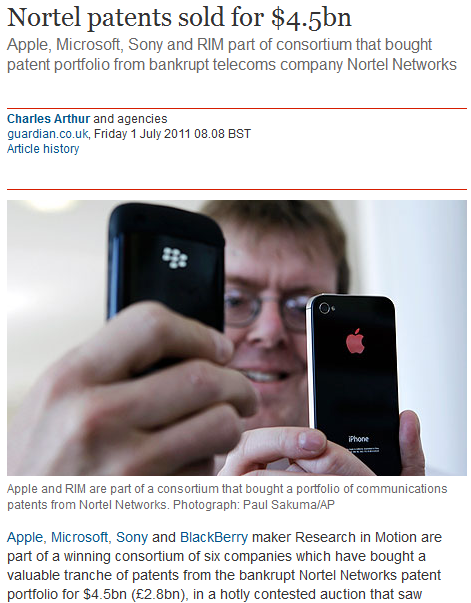 Nortel patents sold for $4.5bn
Apple, Microsoft, Sony and RIM part of consortium that bought
patent portfolio from bankrupt telecoms company Nortel Networks
Charles Arthur and agencies
guardian.co.uk, Friday 1 July 2011 08.08 BST
Article history
iPhone
Apple and RIM are part of a consortium that bought a portfolio of communications
patents from Nortel Networks. Photograph: Paul Sakuma/AP
Apple, Microsoft, Sony and BlackBerry maker Research in Motion are
part of a winning consortium of six companies which have bought a
valuable tranche of patents from the bankrupt Nortel Networks patent
portfolio for $4.5bn (£2.8bn), in a hotly contested auction that saw